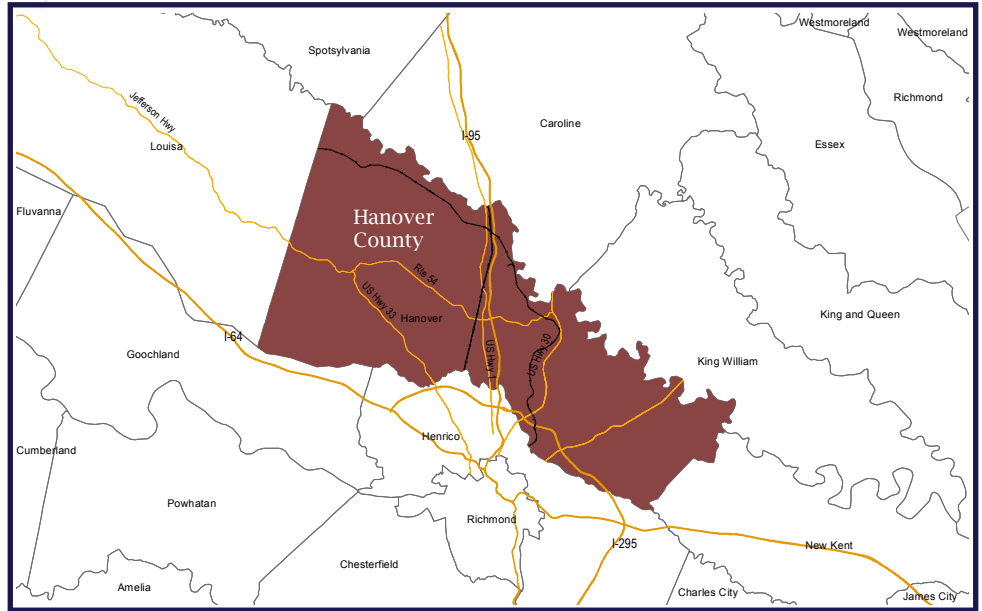 Westmoreland
Westmoreland
Spotsylvania
Richmond
Jefferson Hwy
Caroline
I-95
Louisa
Essex
Fluvanna
Hanover
County
Rte 54
US Hwy 33
Hanover
King and Queen
I-64
US Hwy 1
US Hwy 30
Goochland
King William
Henrico
Cumberland
Powhatan
Richmond
I-295
New Kent
Chesterfield
Amelia
Charles City
James City